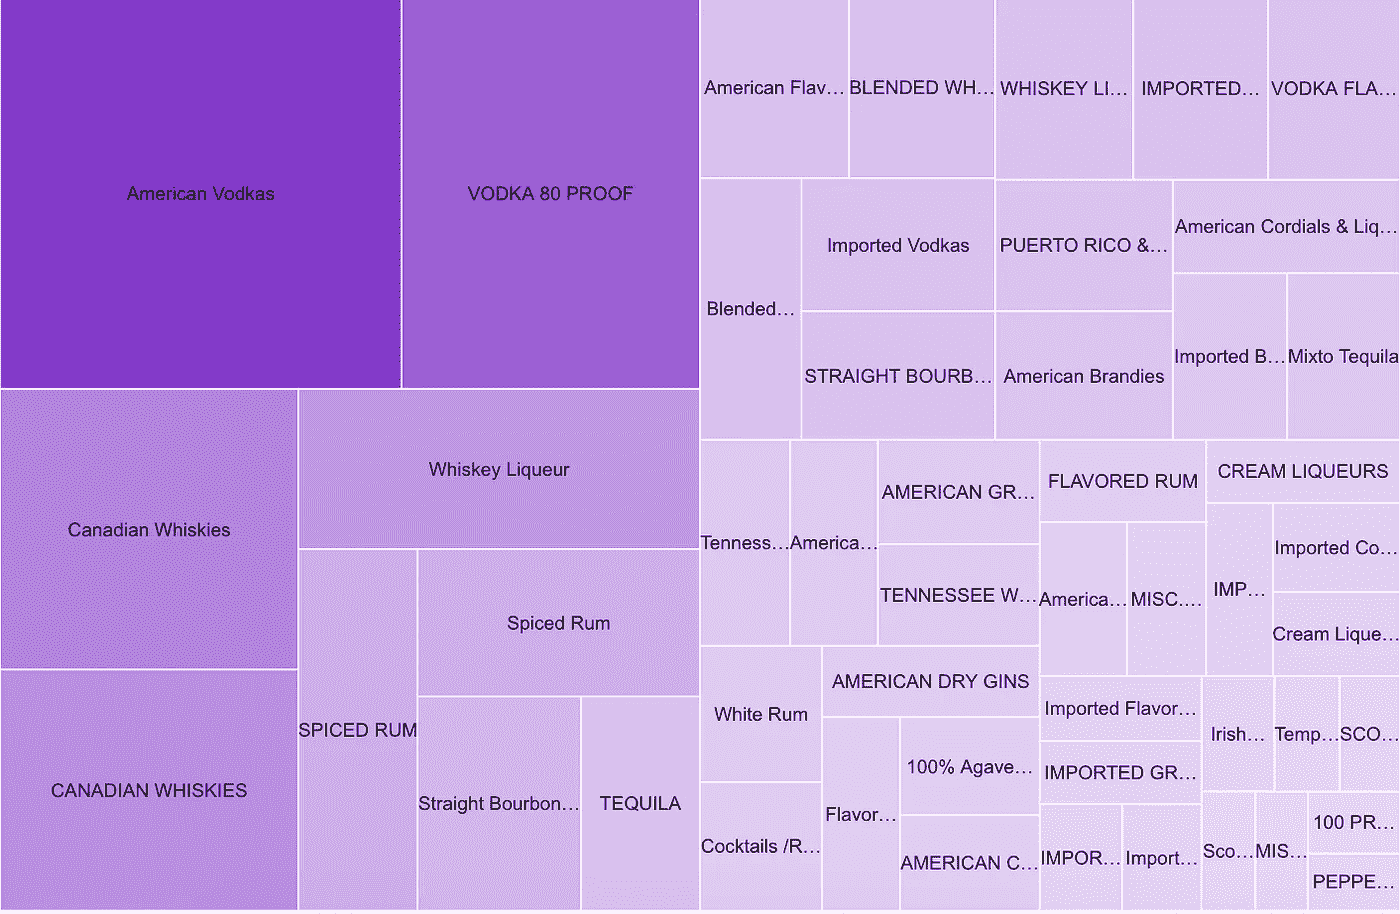 American Vodkas
VODKA 80 PROOF
Canadian Whiskies
CANADIAN WHISKIES
Whiskey Liqueur
SPICED RUM
Spiced Rum
Straight Bourbon…
TEQUILA
American Flav…
BLENDED WH…
WHISKEY LI…
IMPORTED…
VODKA FLA…
Blended…
Imported Vodkas
STRAIGHT BOURB…
PUERTO RICO &…
American Brandies
American Cordials & Liq…
Imported B…
Mixto Tequila
Tenness…
America…
AMERICAN GR…
TENNESSEE W…
FLAVORED RUM
America…
MISC.…
CREAM LIQUEURS
IMP…
Imported Co…
Cream Lique…
White Rum
Cocktails /R…
AMERICAN DRY GINS
Flavor…
100% Agave…
AMERICAN C…
Imported Flavor…
IMPORTED GR…
IMPOR…
Import…
Irish…
Temp…
SCO…
Sco…
MIS…
100 PR…
PEPPE…